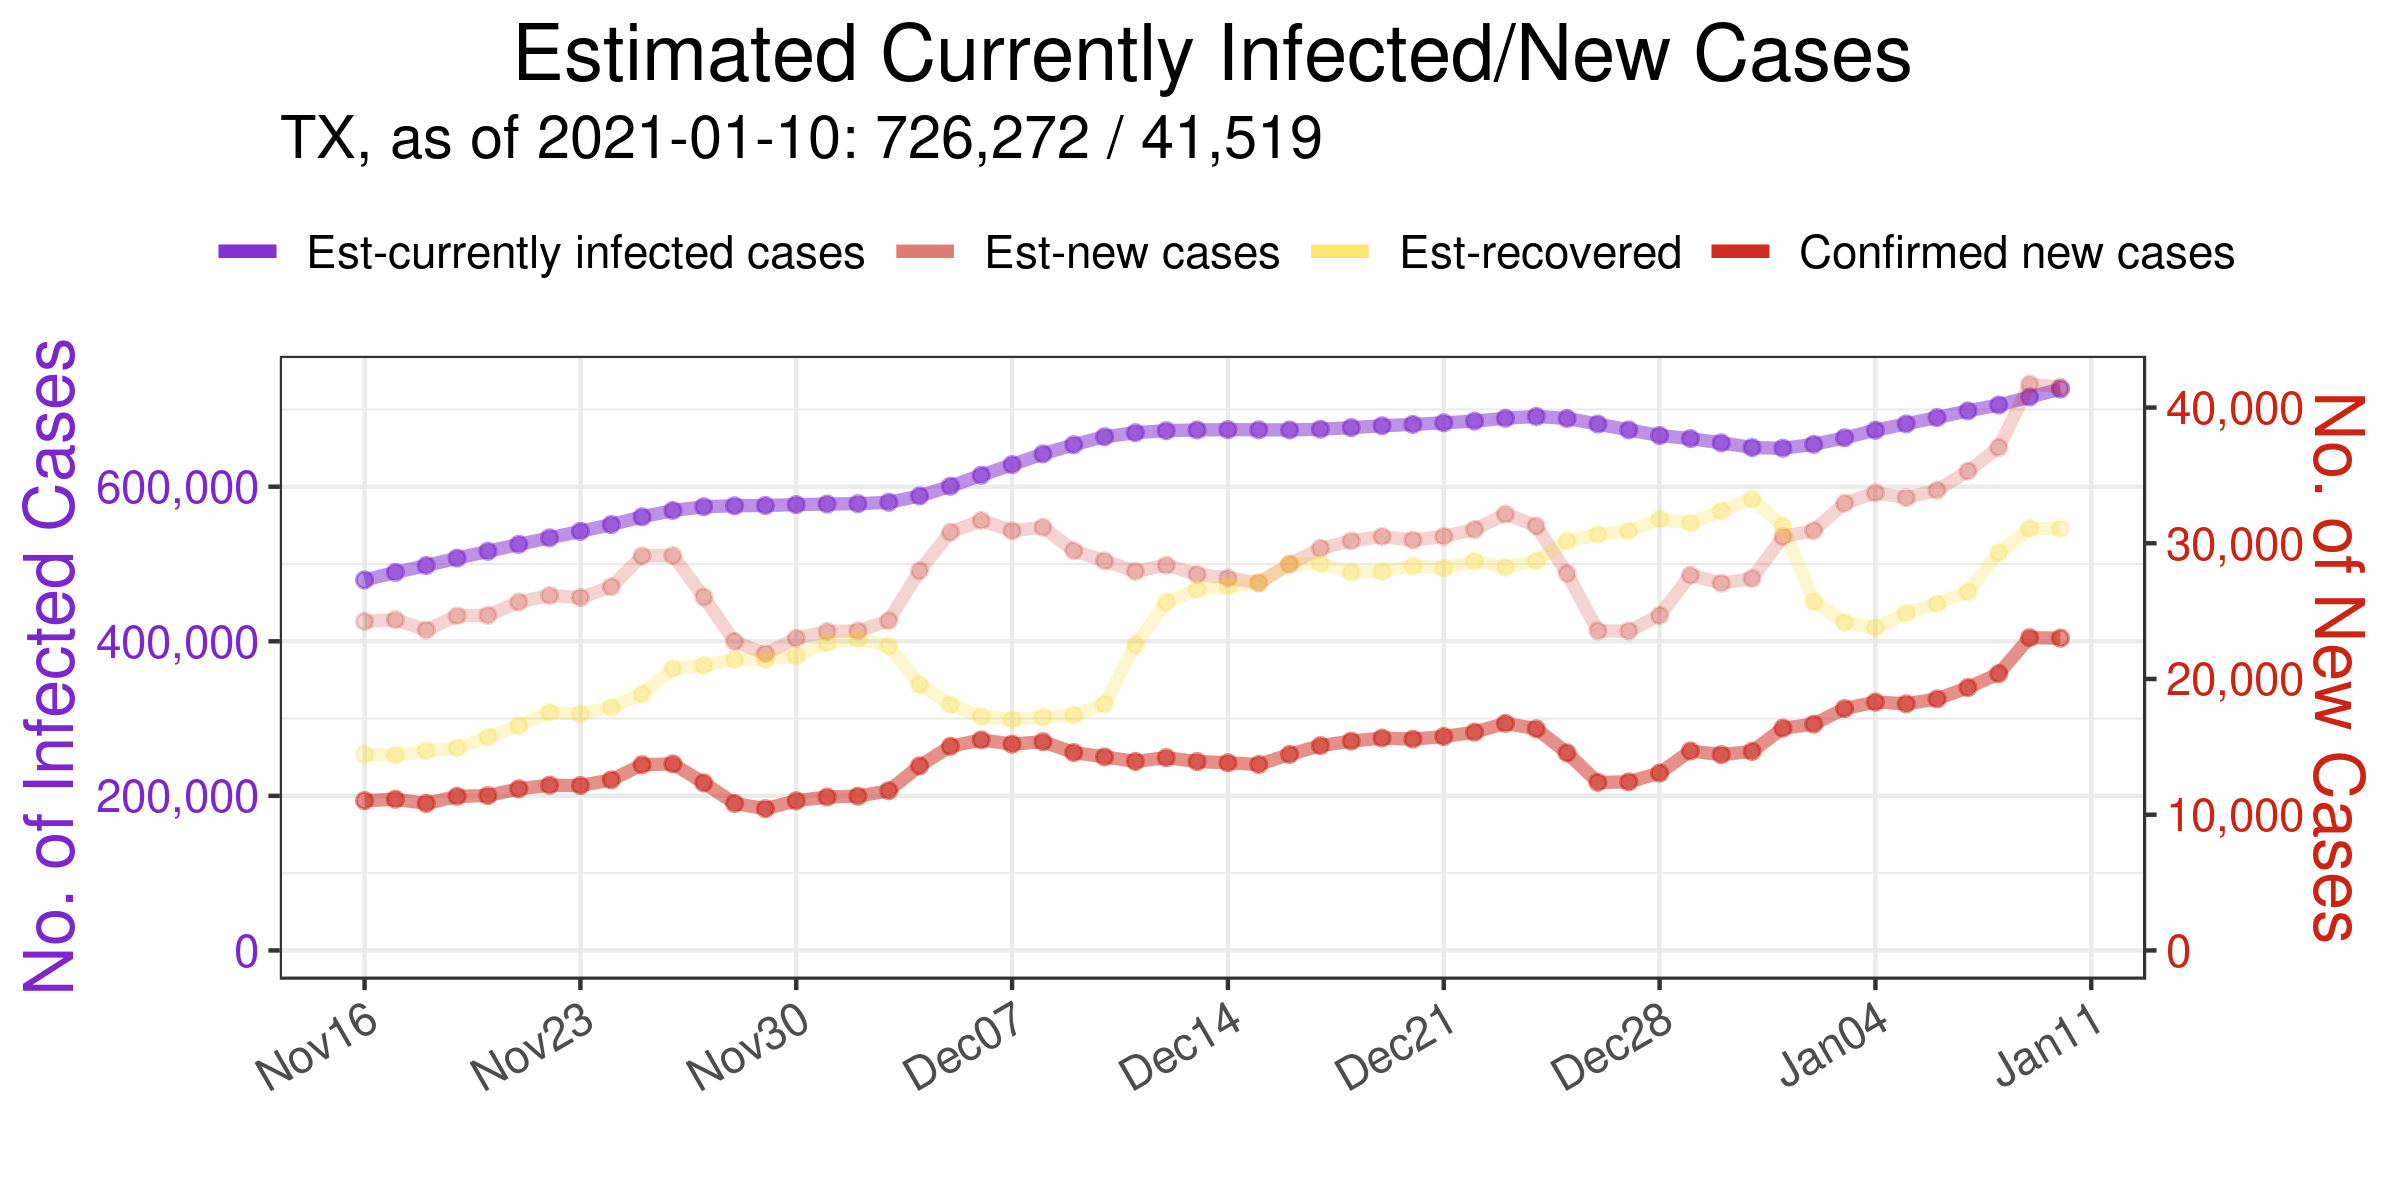 Estimated Currently Infected/New Cases
TX, as of 2021-01-10: 726,272 / 41,519
Est-currently infected cases Est-new cases Est-recovered Confirmed new cases
No. of Infected Cases
600,000
400,000
200,000
0
40,000
30,000
20,000
10,000
0
No. of New Cases
Nov16 Nov23 Nov30 Dec07 Dec14 Dec21 Dec28 Jan04 Jan11